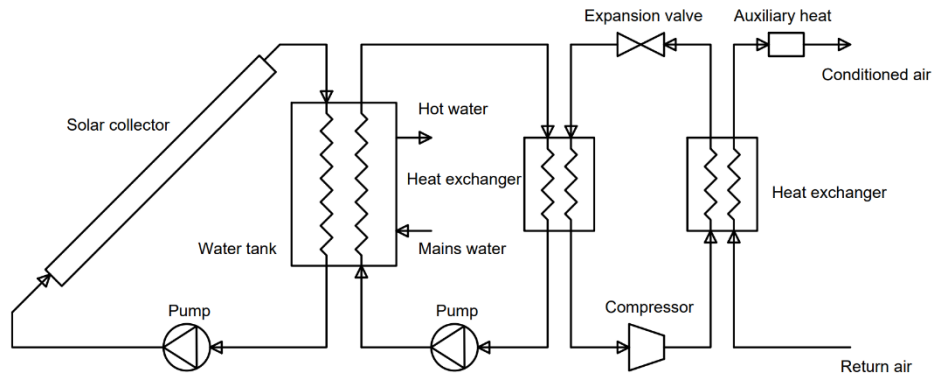 Expansion valve
Auxiliary heat
Conditioned air
Solar collector
Hot water
Heat exchanger
Heat exchanger
Water tank
Mains water
Pump
Pump
Compressor
Return air